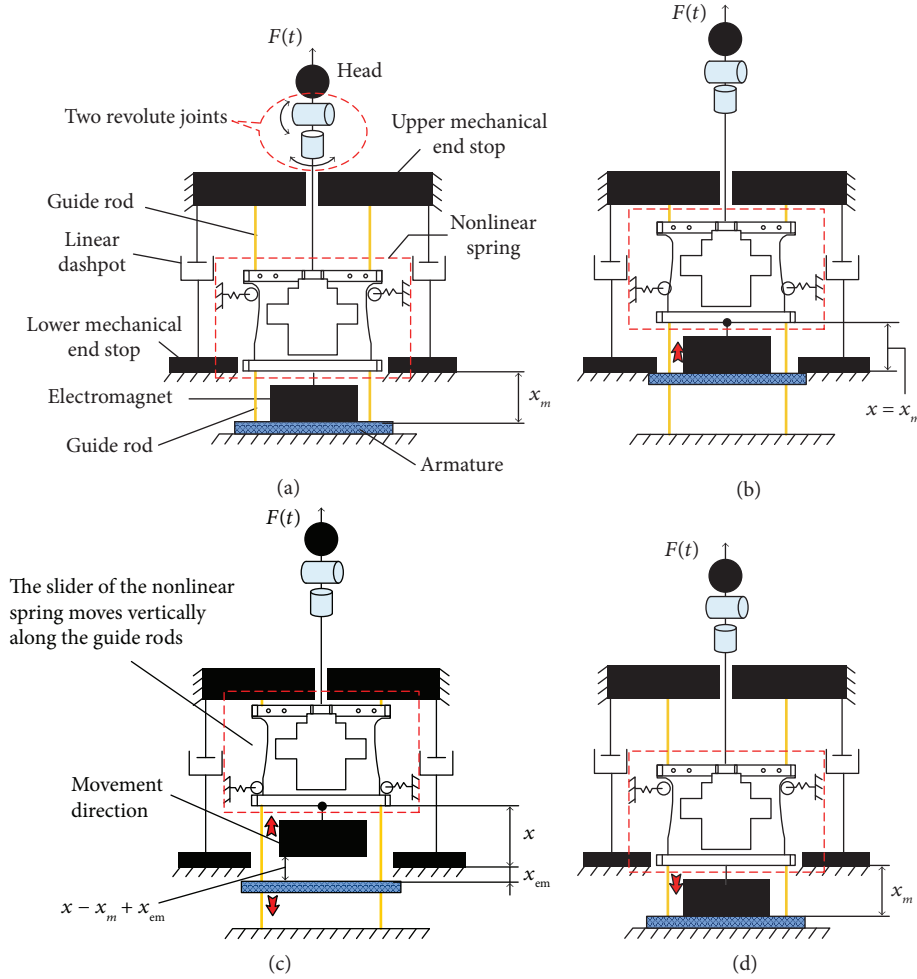 F(t)
Head
Two revolute joints
Upper mechanical
end stop
Guide rod
Linear
dashpot
Nonlinear
spring
Lower mechanical
end stop
Electromagnet
x_m
Guide rod
Armature
(a)
F(t)
x = x_m
(b)
F(t)
The slider of the nonlinear
spring moves vertically
along the guide rods
Movement
direction
x
x_em
x − x_m + x_em
(c)
F(t)
x_m
(d)